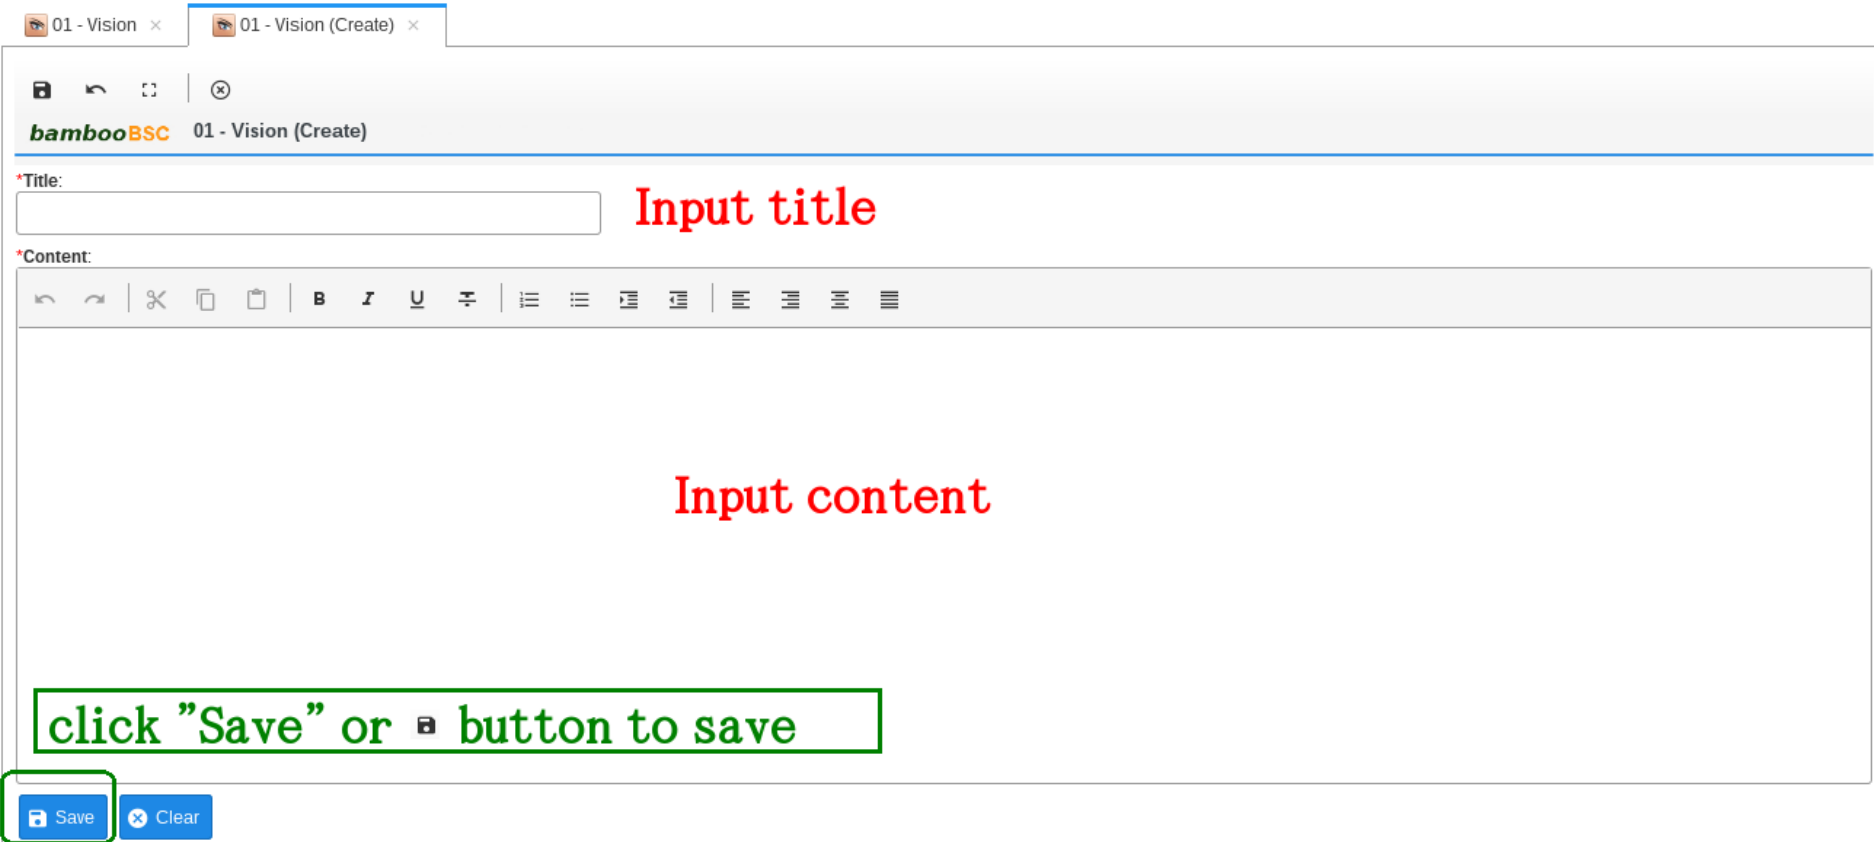 01 - Vision
01 - Vision (Create)
bambooBSC 01 - Vision (Create)
*Title:
Input title
*Content:
B I U
Input content
click "Save" or button to save
Save Clear